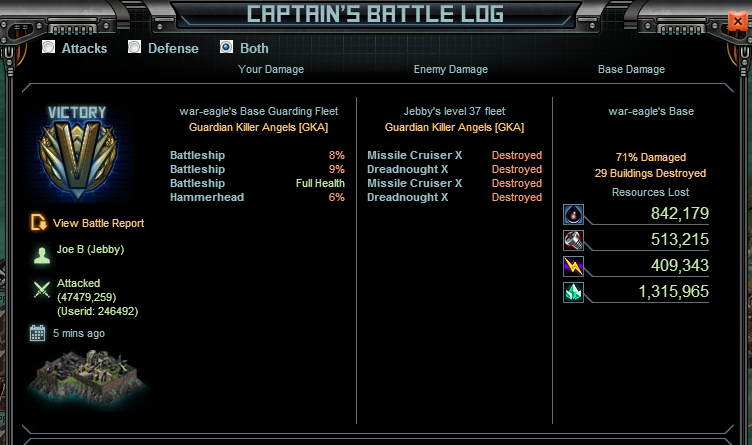 CAPTAIN'S BATTLE LOG
Attacks Defense Both
Your Damage Enemy Damage Base Damage
VICTORY
V
View Battle Report
Joe B (Jebby)
Attacked
(47479,259)
(Userid: 246492)
5 mins ago
war-eagle's Base Guarding Fleet
Guardian Killer Angels [GKA]
Battleship 8%
Battleship 9%
Battleship Full Health
Hammerhead 6%
Jebby's level 37 fleet
Guardian Killer Angels [GKA]
Missile Cruiser X Destroyed
Dreadnought X Destroyed
Missile Cruiser X Destroyed
Dreadnought X Destroyed
war-eagle's Base
71% Damaged
29 Buildings Destroyed
Resources Lost
842,179
513,215
409,343
1,315,965